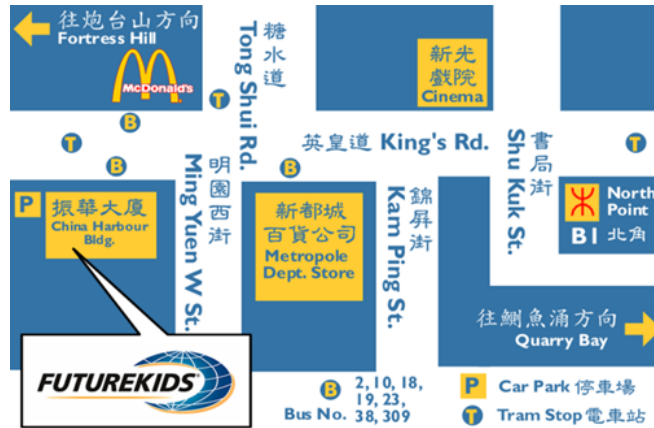 往炮台山方向
Fortress Hill
McDonald's
糖水道
Tong Shui Rd.
新光
戲院
Cinema
T
B
T
B
B
英皇道 King's Rd.
書局街
Shu Kuk St.
T
P
振華大廈
China Harbour
Bldg.
明園西街
Ming Yuen W St.
新都城
百貨公司
Metropole
Dept. Store
錦屏街
Kam Ping St.
North
Point
B1 北角
往鰂魚涌方向
Quarry Bay
FUTUREKIDS®
B
Bus No.
2, 10, 18,
19, 23,
38, 309
P Car Park 停車場
T Tram Stop 電車站